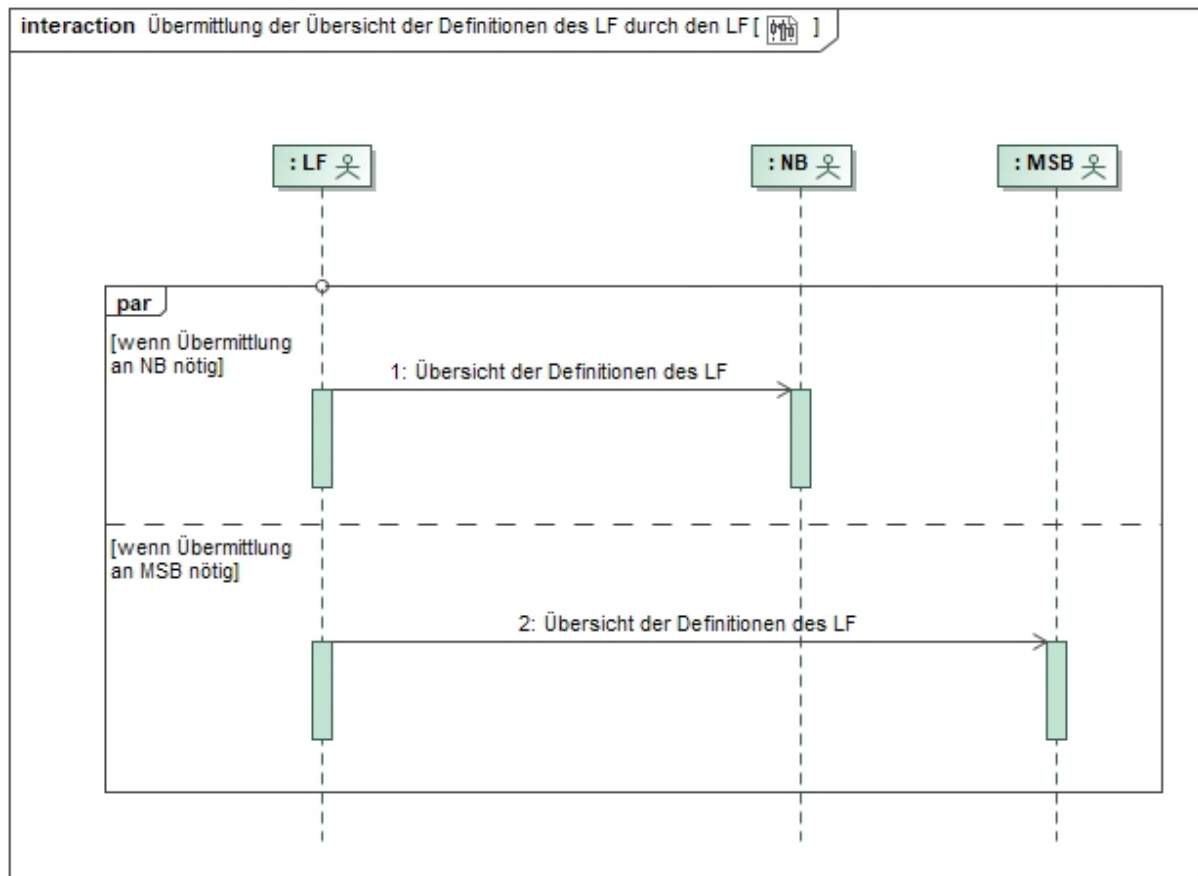 interaction Übermittlung der Übersicht der Definitionen des LF durch den LF [ ]
: LF
: NB
: MSB
par
[wenn Übermittlung
an NB nötig]
1: Übersicht der Definitionen des LF
[wenn Übermittlung
an MSB nötig]
2: Übersicht der Definitionen des LF